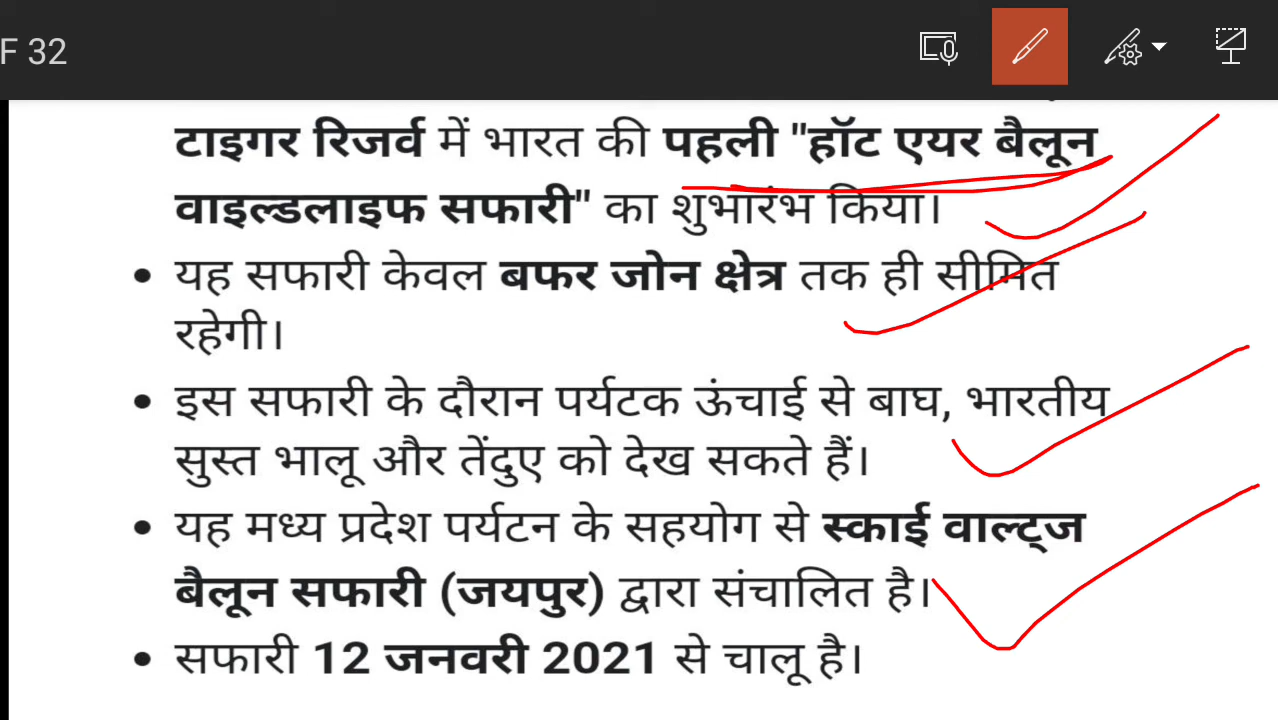 F 32
टाइगर रिजर्व में भारत की पहली "हॉट एयर बैलून
वाइल्डलाइफ सफारी" का शुभारंभ किया।
• यह सफारी केवल बफर जोन क्षेत्र तक ही सीमित
रहेगी।
• इस सफारी के दौरान पर्यटक ऊंचाई से बाघ, भारतीय
सुस्त भालू और तेंदुए को देख सकते हैं।
• यह मध्य प्रदेश पर्यटन के सहयोग से स्काई वाल्ट्ज
बैलून सफारी (जयपुर) द्वारा संचालित है।
• सफारी 12 जनवरी 2021 से चालू है।